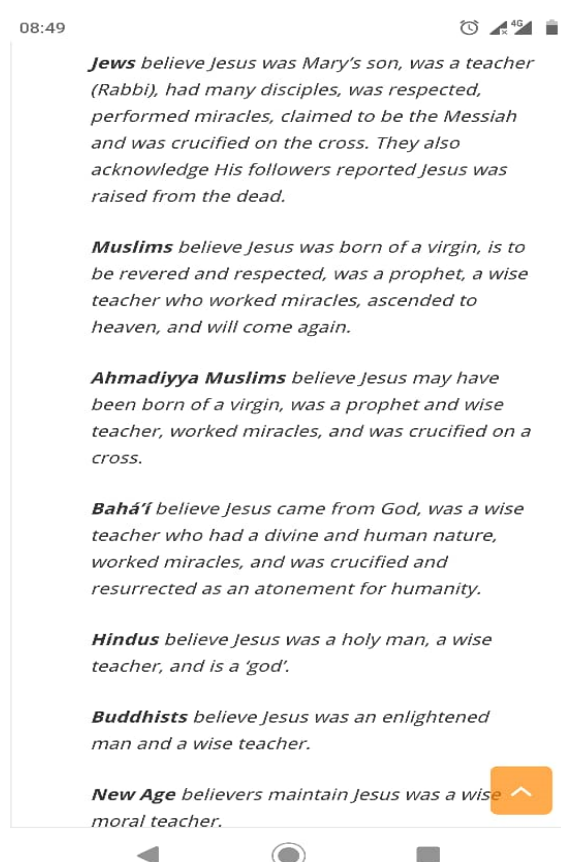 08:49
4G
Jews believe Jesus was Mary's son, was a teacher
(Rabbi), had many disciples, was respected,
performed miracles, claimed to be the Messiah
and was crucified on the cross. They also
acknowledge His followers reported Jesus was
raised from the dead.
Muslims believe Jesus was born of a virgin, is to
be revered and respected, was a prophet, a wise
teacher who worked miracles, ascended to
heaven, and will come again.
Ahmadiyya Muslims believe Jesus may have
been born of a virgin, was a prophet and wise
teacher, worked miracles, and was crucified on a
cross.
Bahá'í believe Jesus came from God, was a wise
teacher who had a divine and human nature,
worked miracles, and was crucified and
resurrected as an atonement for humanity.
Hindus believe Jesus was a holy man, a wise
teacher, and is a ‘god’.
Buddhists believe Jesus was an enlightened
man and a wise teacher.
New Age believers maintain Jesus was a wise
moral teacher.